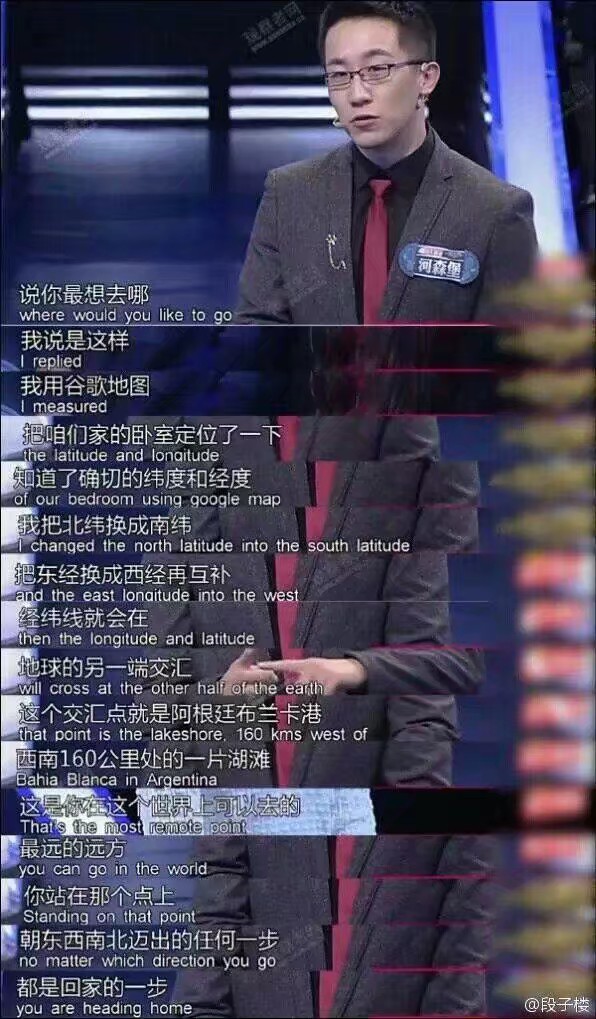 河森堡
说你最想去哪
where would you like to go
我说是这样
I replied
我用谷歌地图
I measured
把咱们家的卧室定位了一下
the latitude and longitude
知道了确切的纬度和经度
of our bedroom using google map
我把北纬换成南纬
I changed the north latitude into the south latitude
把东经换成西经再互补
and the east longitude into the west
经纬线就会在
then the longitude and latitude
地球的另一端交汇
will cross at the other half of the earth
这个交汇点就是阿根廷布兰卡港
that point is the lakeshore, 160 kms west of
西南160公里处的一片湖滩
Bahia Blanca in Argentina
这是你在这个世界上可以去的
That's the most remote point
最远的远方
you can go in the world
你站在那个点上
Standing on that point
朝东西南北迈出的任何一步
no matter which direction you go
都是回家的一步
you are heading home
@段子楼